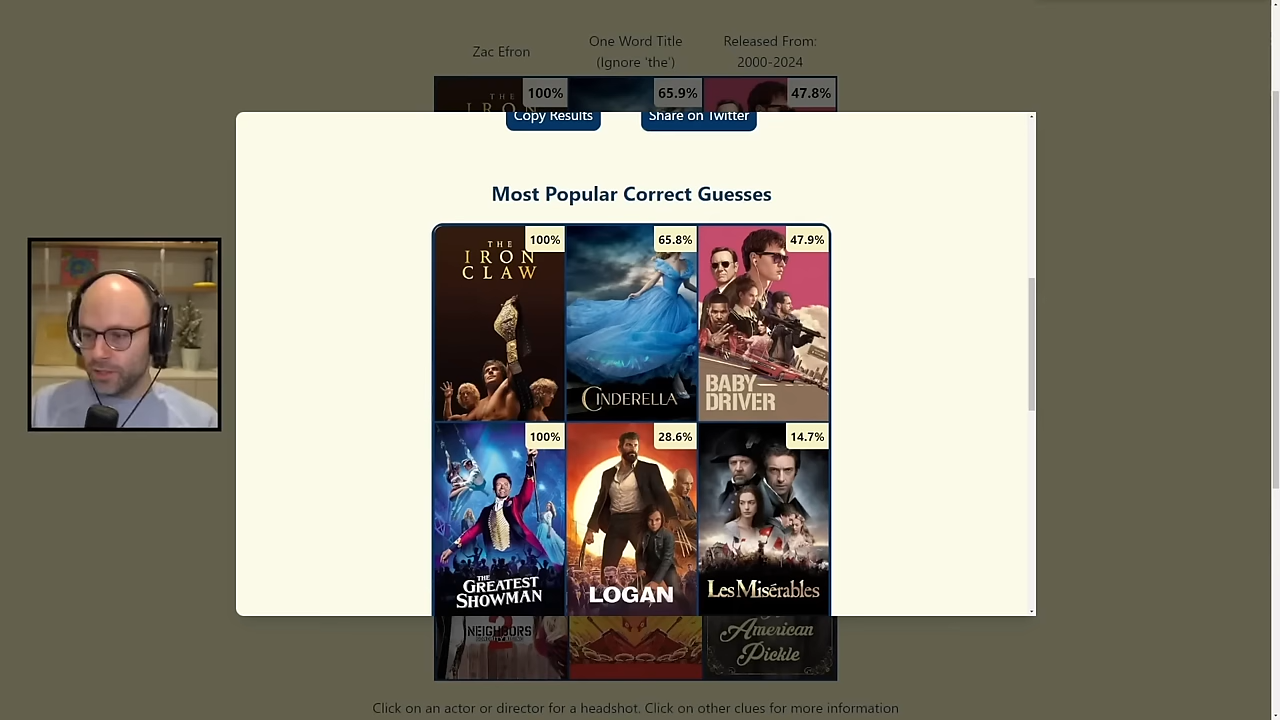 Zac Efron
One Word Title
(Ignore 'the')
Released From:
2000-2024
THE
IRON
100%
65.9%
47.8%
Copy Results
Share on Twitter
Most Popular Correct Guesses
THE
IRON
CLAW
100%
65.8%
CINDERELLA
47.9%
BABY
DRIVER
100%
THE
GREATEST
SHOWMAN
28.6%
LOGAN
14.7%
Les Misérables
NEIGHBORS
2
American
Pickle
Click on an actor or director for a headshot. Click on other clues for more information